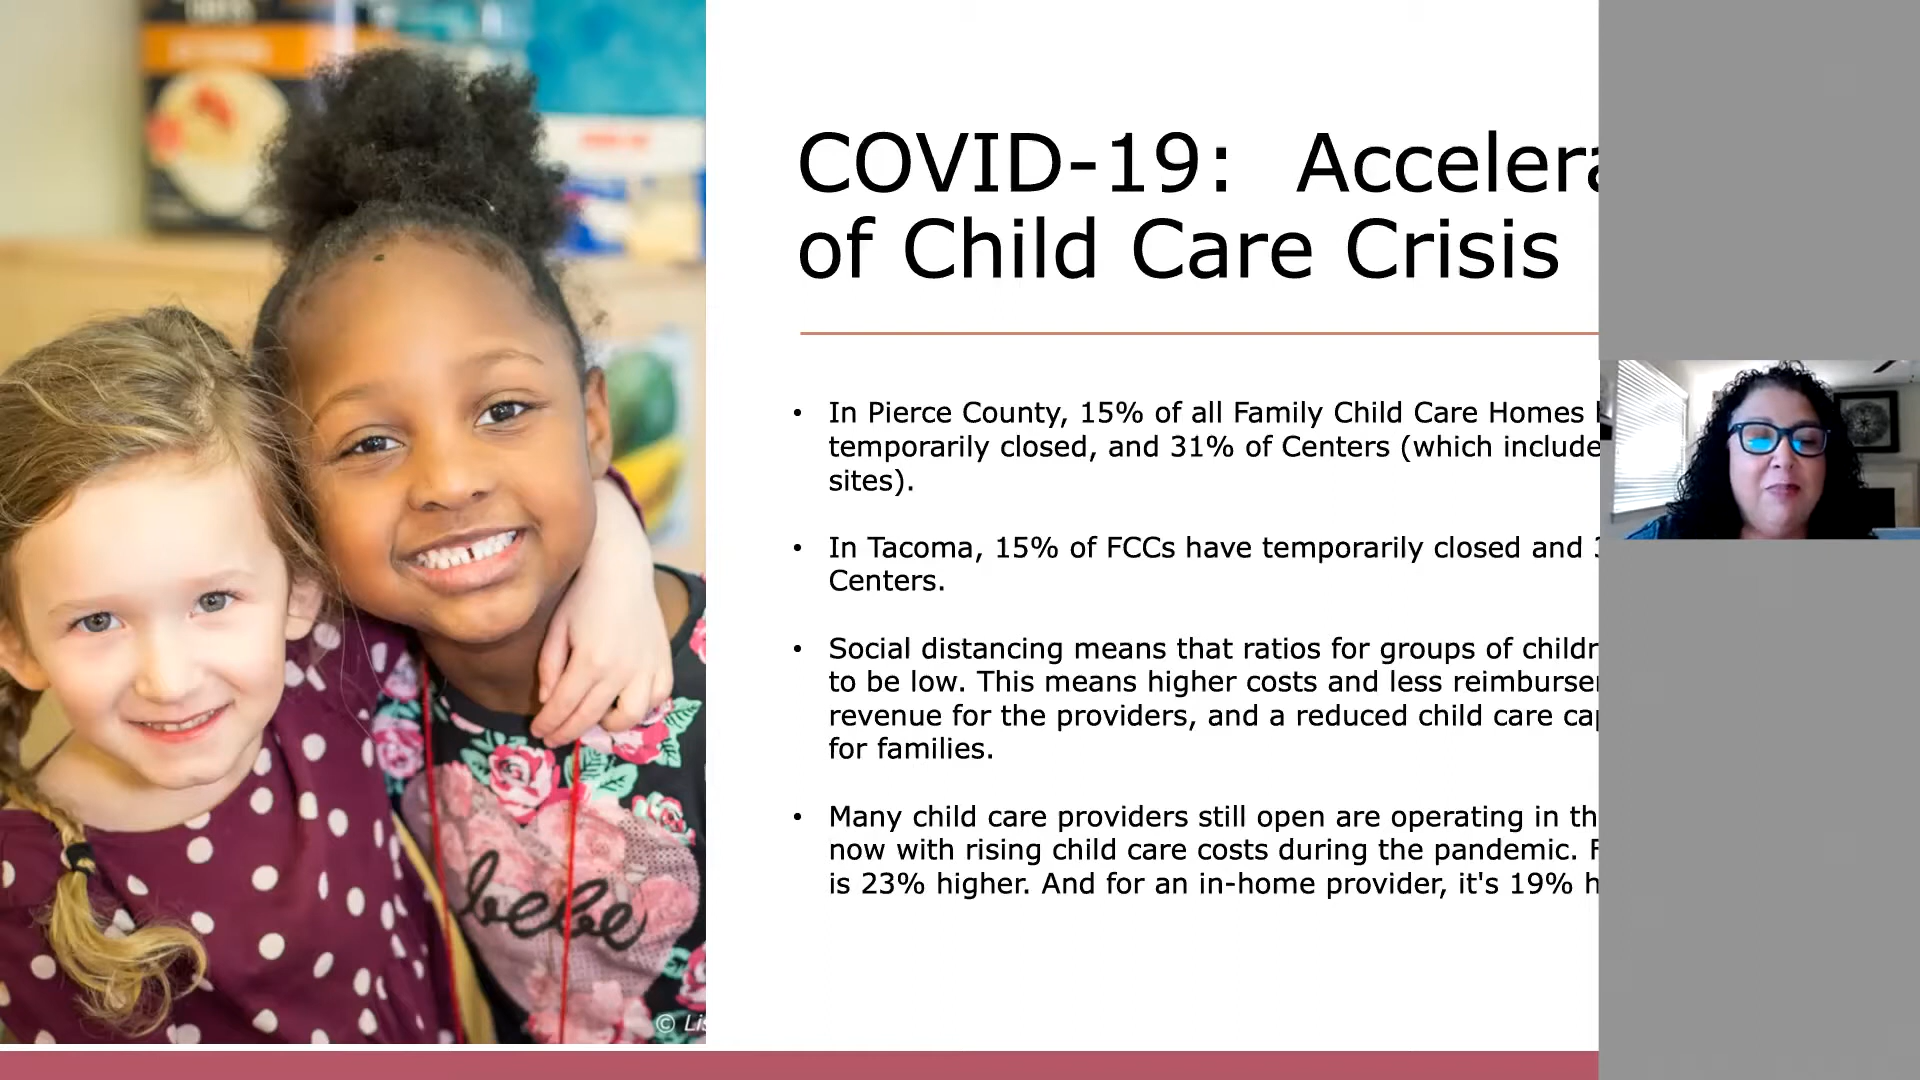 COVID-19: Accelera
of Child Care Crisis
• In Pierce County, 15% of all Family Child Care Homes
temporarily closed, and 31% of Centers (which include
sites).
• In Tacoma, 15% of FCCs have temporarily closed and
Centers.
• Social distancing means that ratios for groups of childr
to be low. This means higher costs and less reimburse
revenue for the providers, and a reduced child care ca
for families.
• Many child care providers still open are operating in th
now with rising child care costs during the pandemic.
is 23% higher. And for an in-home provider, it's 19% h
bebe
© Lis